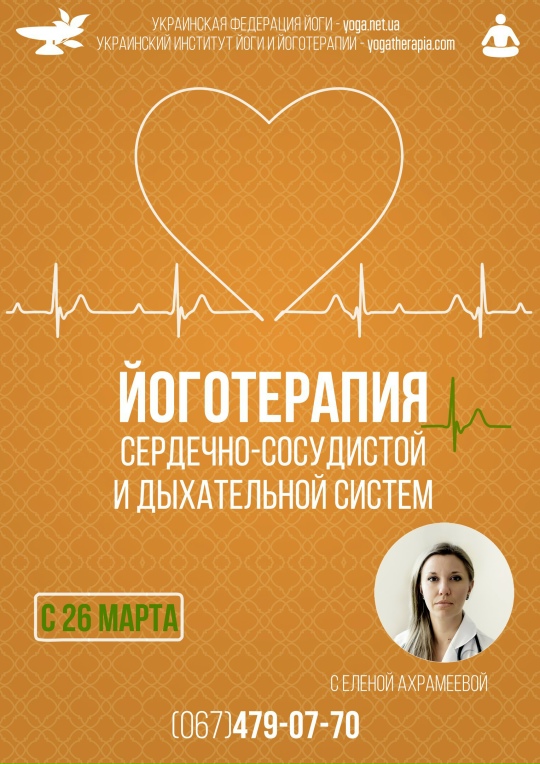 УКРАИНСКАЯ ФЕДЕРАЦИЯ ЙОГИ - yoga.net.ua
УКРАИНСКИЙ ИНСТИТУТ ЙОГИ И ЙОГОТЕРАПИИ - yogatherapia.com
ЙОГОТЕРАПИЯ
СЕРДЕЧНО-СОСУДИСТОЙ
И ДЫХАТЕЛЬНОЙ СИСТЕМ
С 26 МАРТА
С ЕЛЕНОЙ АХРАМЕЕВОЙ
(067)479-07-70